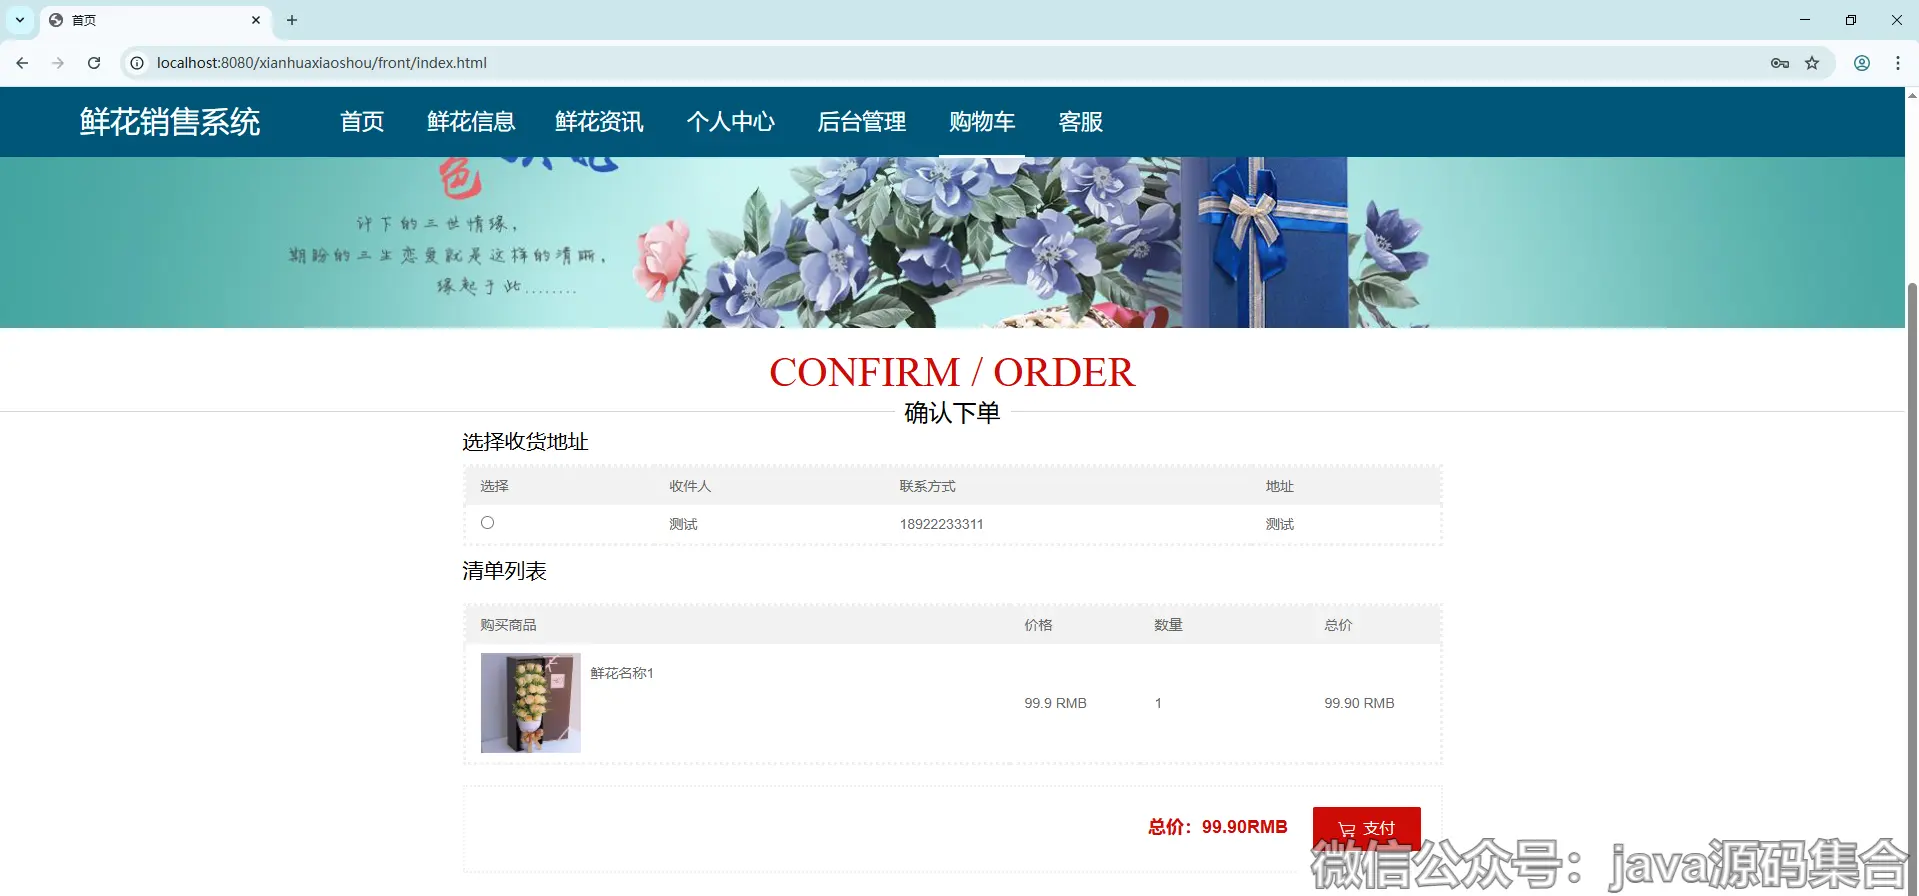 首页
localhost:8080/xianhuaxiaoshou/front/index.html
鲜花销售系统 首页 鲜花信息 鲜花资讯 个人中心 后台管理 购物车 客服
色
许下的三世情缘，
期盼的三生恋爱就是这样的清晰，
缘起于此........
CONFIRM / ORDER
确认下单
选择收货地址
选择 收件人 联系方式 地址
测试 18922233311 测试
清单列表
购买商品 价格 数量 总价
鲜花名称1
99.9 RMB 1 99.90 RMB
总价：99.90RMB 支付
微信公众号：java源码集合